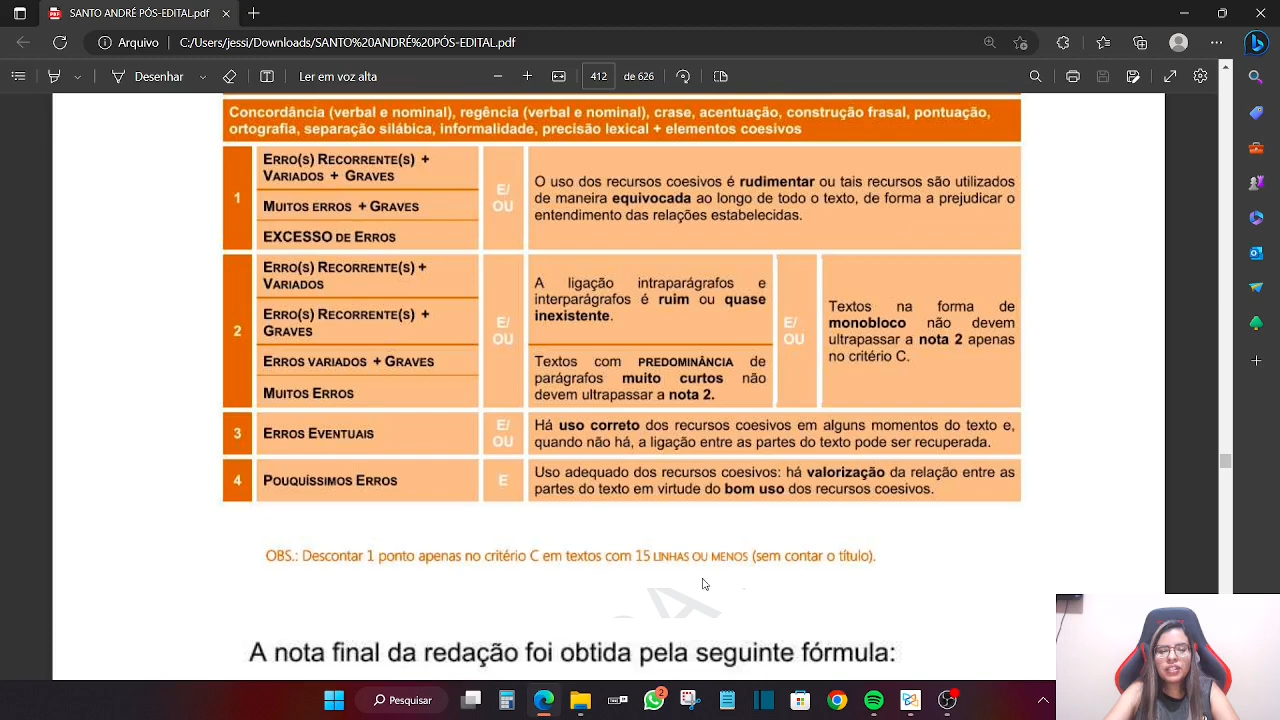 Arquivo
C:/Users/jessi/Downloads/POSEAD%20-%20EDITAL.pdf
Desenhar
Ler em voz alta
412
de 626
Concordância (verbal e nominal), regência (verbal e nominal), crase, acentuação, construção frasal, pontuação,
ortografia, separação silábica, informalidade, precisão lexical + elementos coesivos
1
ERRO(S) RECORRENTE(S) +
VARIADOS + GRAVES
MUITOS ERROS + GRAVES
EXCESSO DE ERROS
E/
OU
O uso dos recursos coesivos é rudimentar ou tais recursos são utilizados
de maneira equivocada ao longo de todo o texto, de forma a prejudicar o
entendimento das relações estabelecidas.
2
ERRO(S) RECORRENTE(S) +
VARIADOS
ERRO(S) RECORRENTE(S) +
GRAVES
ERROS VARIADOS + GRAVES
MUITOS ERROS
E/
OU
A ligação intraparágrafos e
interparágrafos é ruim ou quase
inexistente.
Textos com PREDOMINÂNCIA de
parágrafos muito curtos não
devem ultrapassar a nota 2.
E/
OU
Textos na forma de
monobloco não devem
ultrapassar a nota 2 apenas
no critério C.
3
ERROS EVENTUAIS
E/
OU
Há uso correto dos recursos coesivos em alguns momentos do texto e,
quando não há, a ligação entre as partes do texto pode ser recuperada.
4
POUQUÍSSIMOS ERROS
E
Uso adequado dos recursos coesivos: há valorização da relação entre as
partes do texto em virtude do bom uso dos recursos coesivos.
OBS.: Descontar 1 ponto apenas no critério C em textos com 15 LINHAS OU MENOS (sem contar o título).
A nota final da redação foi obtida pela seguinte fórmula:
Pesquisar
2